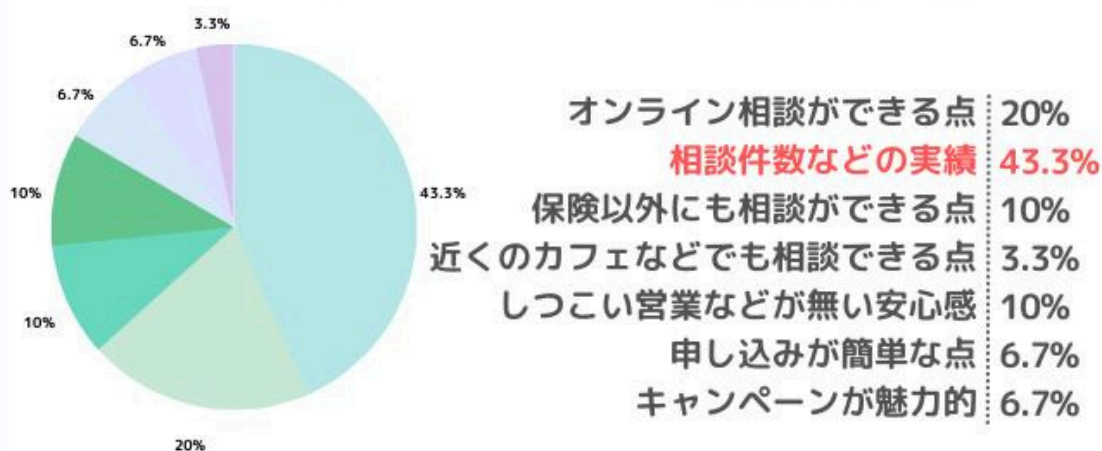 3.3%
6.7%
6.7%
10%
43.3%
10%
20%
オンライン相談ができる点 20%
相談件数などの実績 43.3%
保険以外にも相談ができる点 10%
近くのカフェなどでも相談できる点 3.3%
しつこい営業などが無い安心感 10%
申し込みが簡単な点 6.7%
キャンペーンが魅力的 6.7%